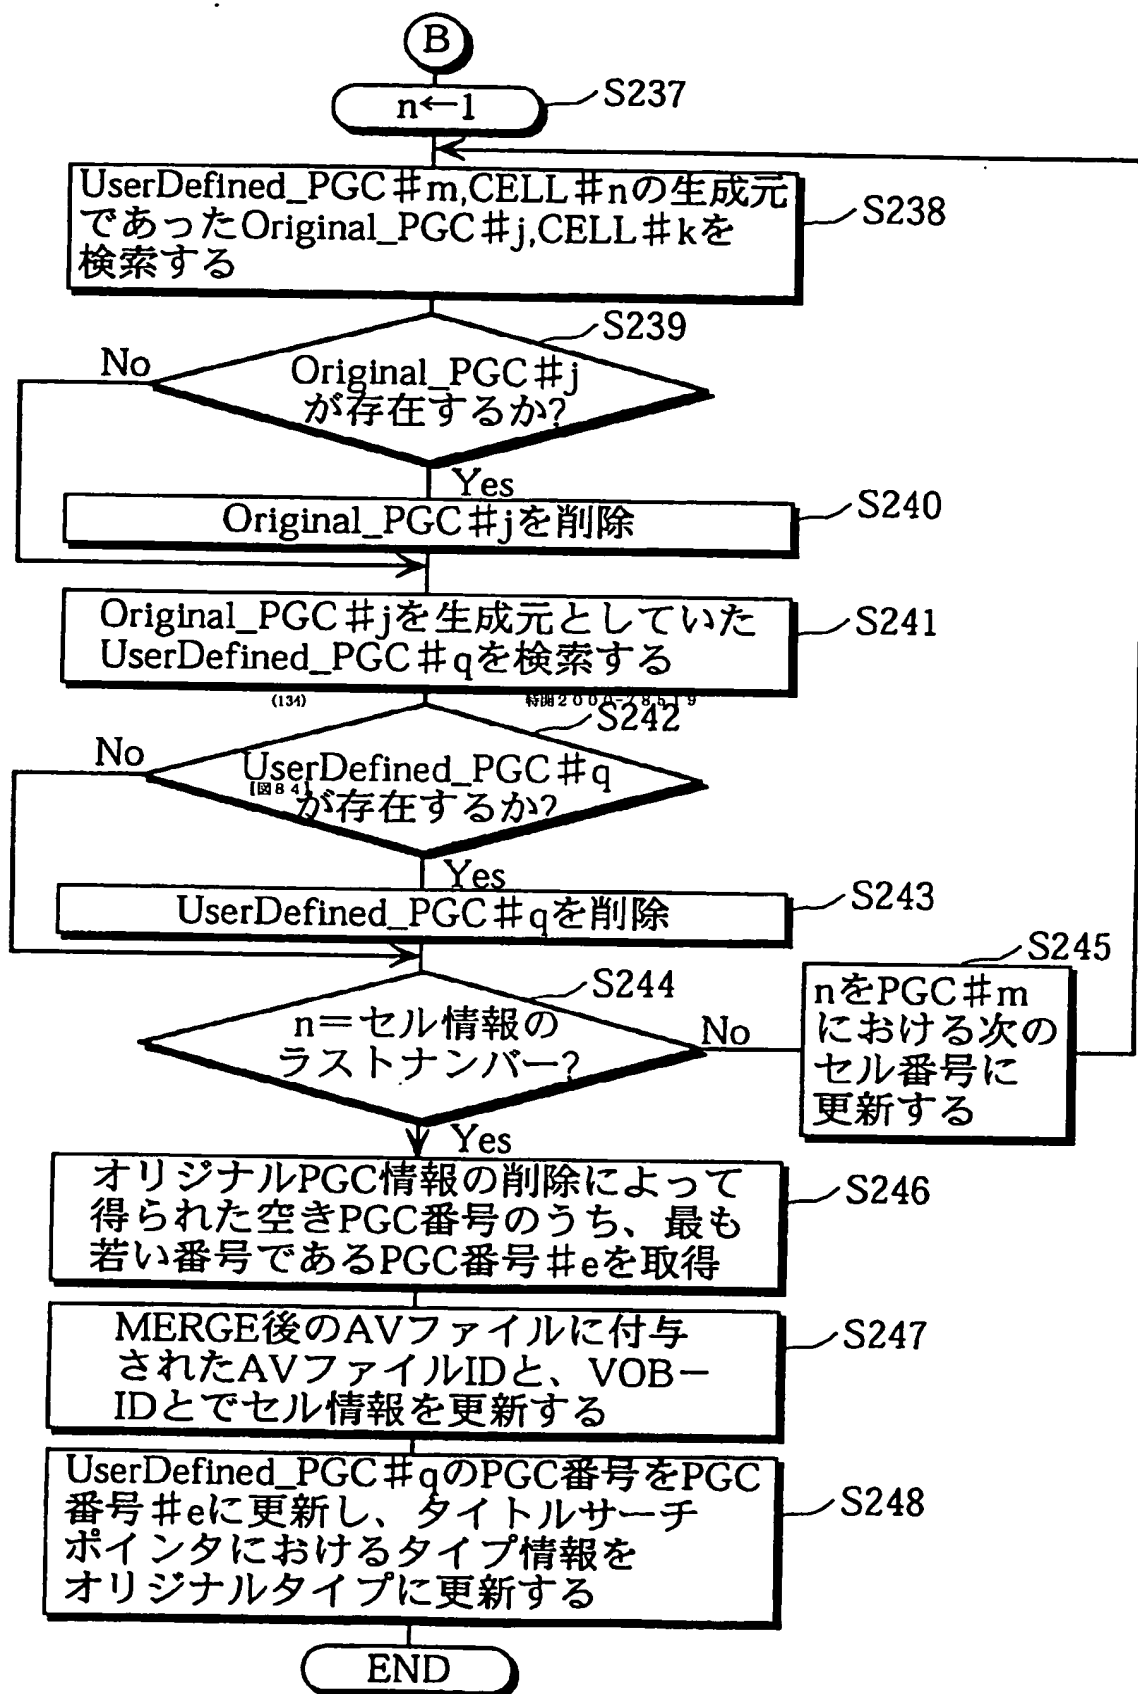 B
n←1
S237
UserDefined_PGC♯m,CELL♯nの生成元
であったOriginal_PGC♯j,CELL♯kを
検索する
S238
S239
No
Original_PGC♯j
が存在するか?
Yes
Original_PGC♯jを削除
S240
Original_PGC♯jを生成元としていた
UserDefined_PGC♯qを検索する
S241
(134)
特開2000-78519
S242
No
UserDefined_PGC♯q
【図84】
が存在するか?
Yes
UserDefined_PGC♯qを削除
S243
S244
n=セル情報の
ラストナンバー?
No
S245
nをPGC♯m
における次の
セル番号に
更新する
Yes
オリジナルPGC情報の削除によって
得られた空きPGC番号のうち、最も
若い番号であるPGC番号♯eを取得
S246
MERGE後のAVファイルに付与
されたAVファイルIDと、VOB-
IDとでセル情報を更新する
S247
UserDefined_PGC♯qのPGC番号をPGC
番号♯eに更新し、タイトルサーチ
ポインタにおけるタイプ情報を
オリジナルタイプに更新する
S248
END